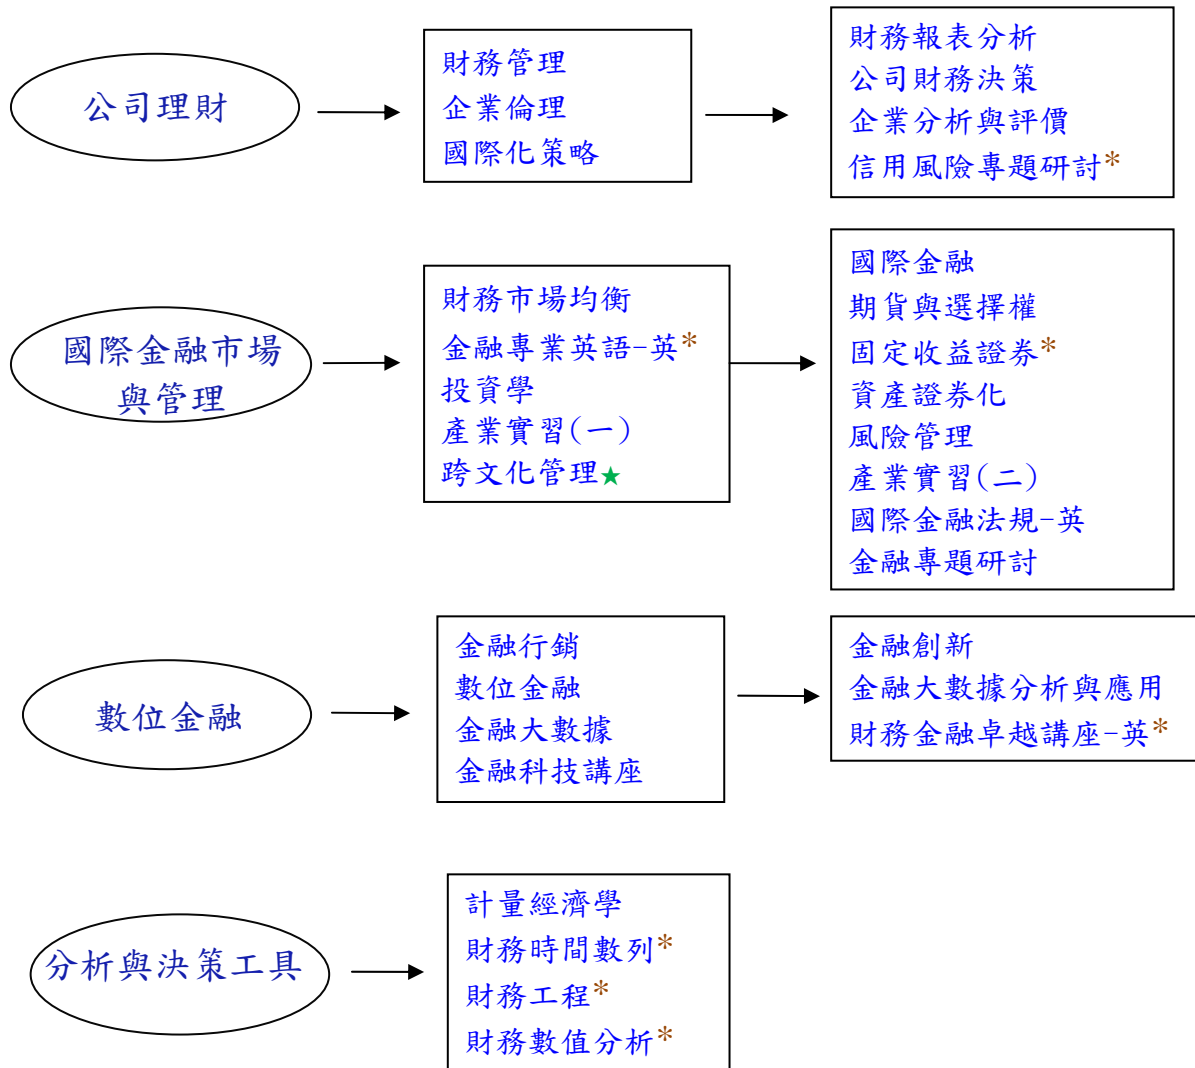 公司理財
財務管理
企業倫理
國際化策略
財務報表分析
公司財務決策
企業分析與評價
信用風險專題研討*
國際金融市場
與管理
財務市場均衡
金融專業英語-英*
投資學
產業實習(一)
跨文化管理★
國際金融
期貨與選擇權
固定收益證券*
資產證券化
風險管理
產業實習(二)
國際金融法規-英
金融專題研討
數位金融
金融行銷
數位金融
金融大數據
金融科技講座
金融創新
金融大數據分析與應用
財務金融卓越講座-英*
分析與決策工具
計量經濟學
財務時間數列*
財務工程*
財務數值分析*